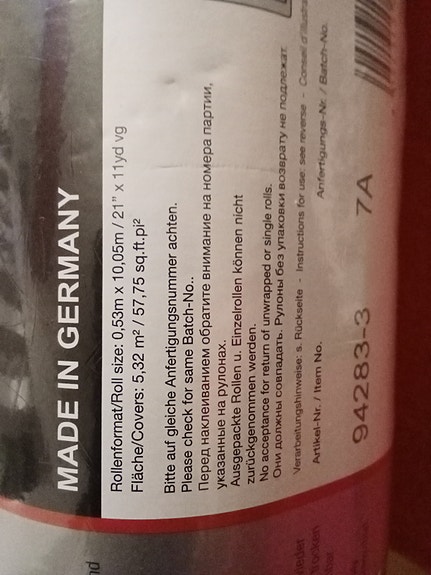 MADE IN GERMANY
Rollenformat/Roll size: 0,53m x 10,05m / 21" x 11yd vg
Fläche/Covers: 5,32 m² / 57,75 sq.ft.pi²
Bitte auf gleiche Anfertigungsnummer achten.
Please check for same Batch-No..
Перед наклеиванием обратите внимание на номера партии,
указанные на рулонах.
Ausgepackte Rollen u. Einzelrollen können nicht
zurückgenommen werden.
No acceptance for return of unwrapped or single rolls.
Они должны совпадать. Рулоны без упаковки возврату не подлежат.
Verarbeitungshinweise: s. Rückseite - Instructions for use: see reverse - Conseil d'illustra
Artikel-Nr. / Item No.
Anfertigungs-Nr. / Batch-No.
94283-3
7A